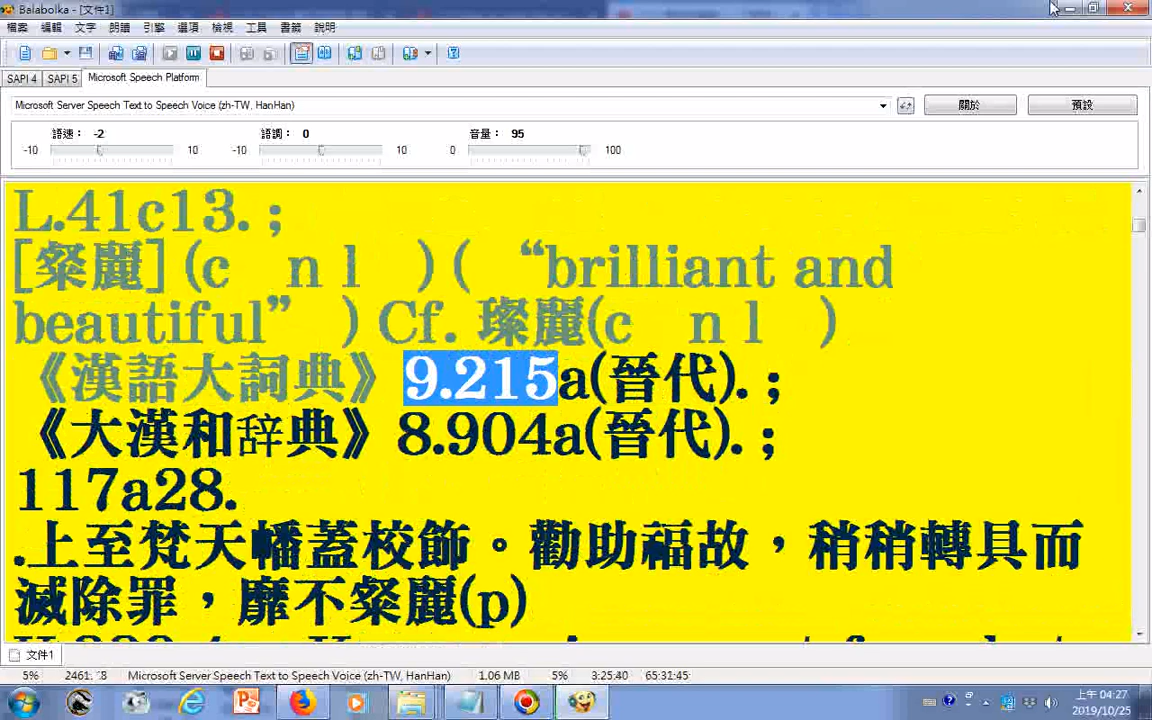 Balabolka - [文件1]
檔案 編輯 文字 朗讀 引擎 選項 檢視 工具 書籤 說明
SAPI 4 SAPI 5 Microsoft Speech Platform
Microsoft Server Speech Text to Speech Voice (zh-TW, HanHan) 關於 預設
語速： -2 語調： 0 音量： 95
-10 10 -10 10 0 100
L.41c13. ;
[粲麗] (c n l ) ( “brilliant and
beautiful” ) Cf. 璨麗(c n l )
《漢語大詞典》 9.215a(晉代). ;
《大漢和辞典》 8.904a(晉代). ;
117a28.
.上至梵天幡蓋校飾。勸助福故，稍稍轉具而
滅除罪，靡不粲麗(p)
文件1
5% Microsoft Server Speech Text to Speech Voice (zh-TW, HanHan) 1.06 MB 5% 3:25:40 65:31:45
上午 04:27
2019/10/25